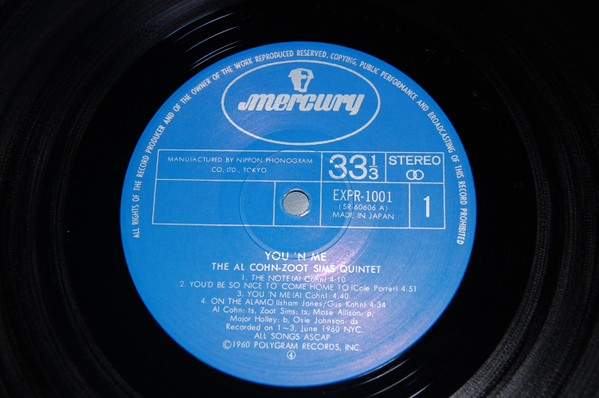 ALL RIGHTS OF THE RECORD PRODUCER AND OF THE OWNER OF THE WORK REPRODUCED RESERVED. COPYING, PUBLIC PERFORMANCE AND BROADCASTING OF THIS RECORD PROHIBITED
mercury
MANUFACTURED BY NIPPON PHONOGRAM
CO., LTD., TOKYO
33 1/3
STEREO
EXPR-1001
(SR 60606 A)
MADE IN JAPAN
1
YOU 'N ME
THE AL COHN-ZOOT SIMS QUINTET
1. THE NOTE(Al Cohn) 4:10
2. YOU'D BE SO NICE TO COME HOME TO (Cole Porter) 4:51
3. YOU 'N ME(Al Cohn) 4:40
4. ON THE ALAMO(Isham Jones/Gus Kohn) 4:34
Al Cohn: ts, Zoot Sims: ts, Mose Allison: p,
Major Holley: b, Osie Johnson: ds
Recorded on 1~3, June 1960 NYC.
ALL SONGS ASCAP
Ⓟ1960 POLYGRAM RECORDS, INC.
④